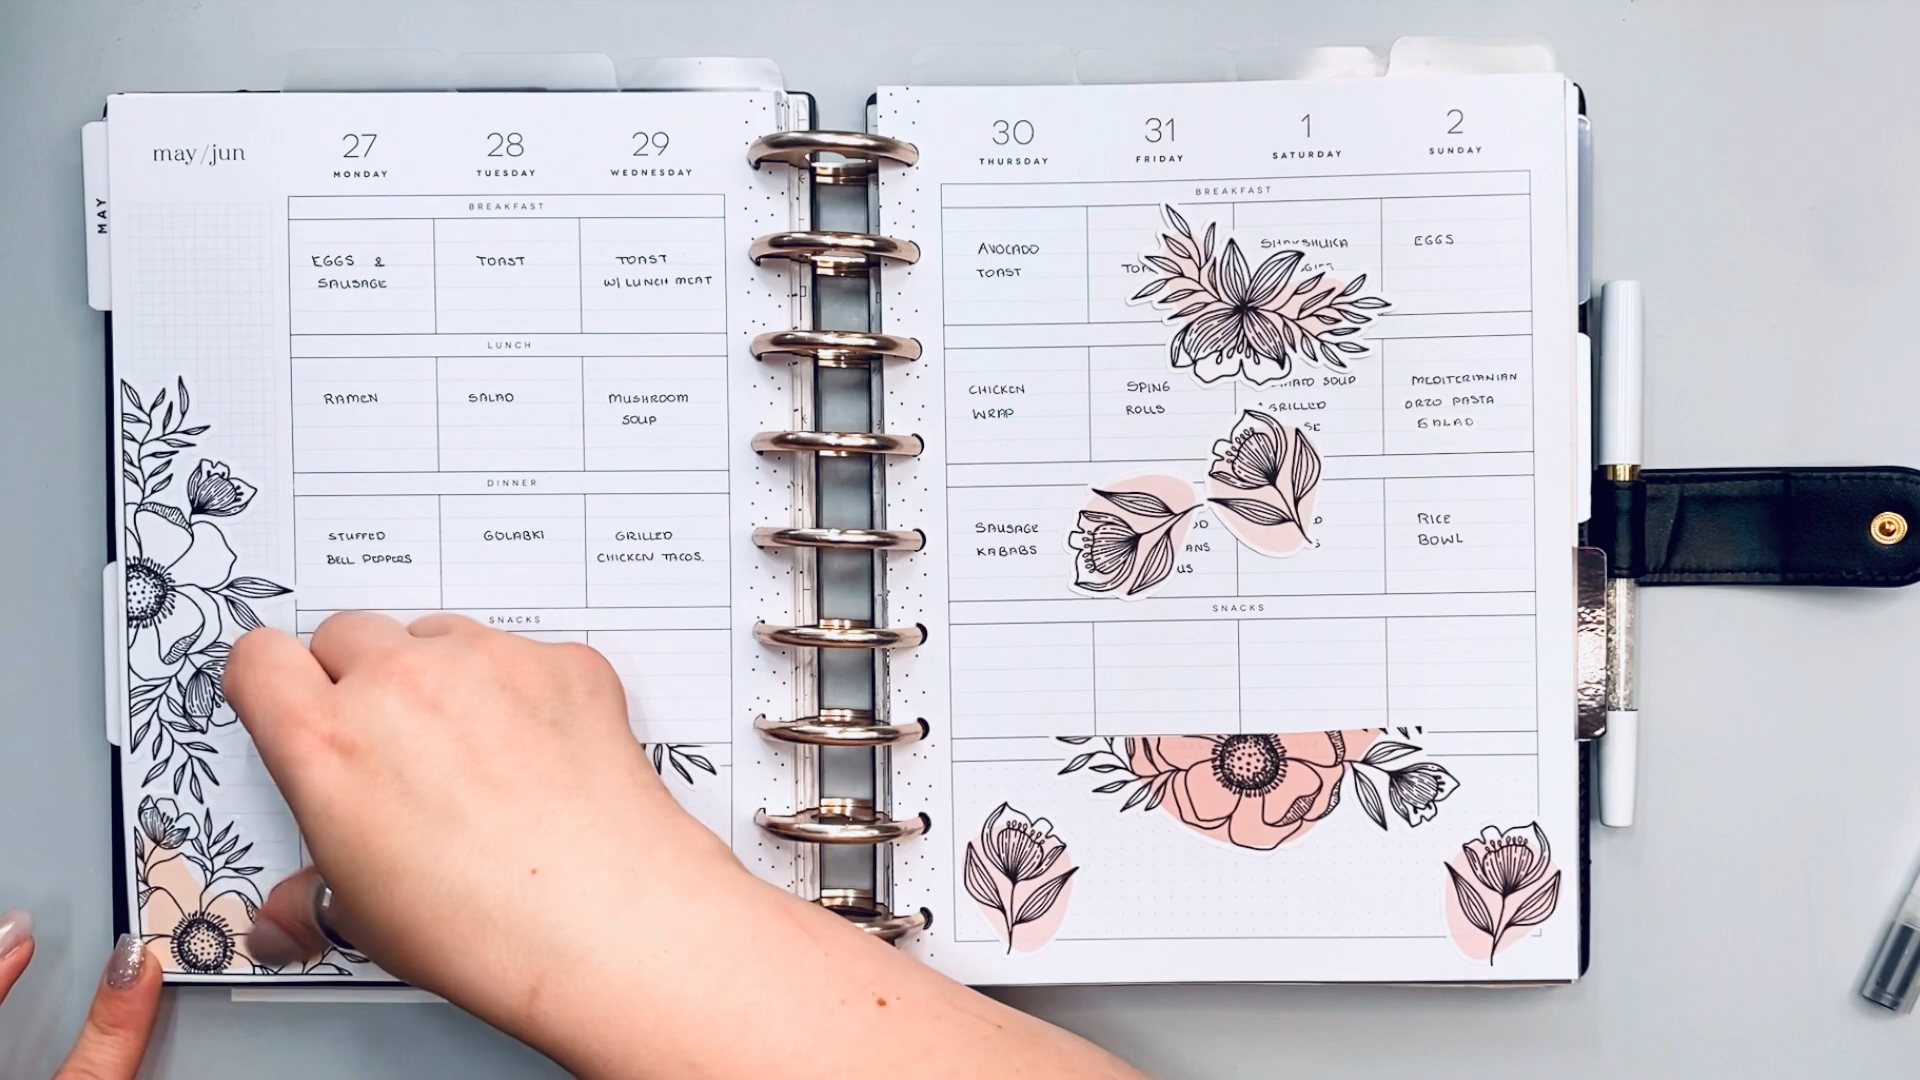 MAY
may/jun
27
MONDAY
28
TUESDAY
29
WEDNESDAY
BREAKFAST
EGGS &
SAUSAGE
TOAST
TOAST
W/ LUNCH MEAT
LUNCH
RAMEN
SALAD
MUSHROOM
SOUP
DINNER
STUFFED
BELL PEPPERS
GOLABKI
GRILLED
CHICKEN TACOS.
SNACKS
30
THURSDAY
31
FRIDAY
1
SATURDAY
2
SUNDAY
BREAKFAST
AVOCADO
TOAST
EGGS
CHICKEN
WRAP
SPING
ROLLS
SOUP
GRILLED
MEDITERIANIAN
ORZO PASTA
SALAD
SAUSAGE
KABABS
RICE
BOWL
SNACKS